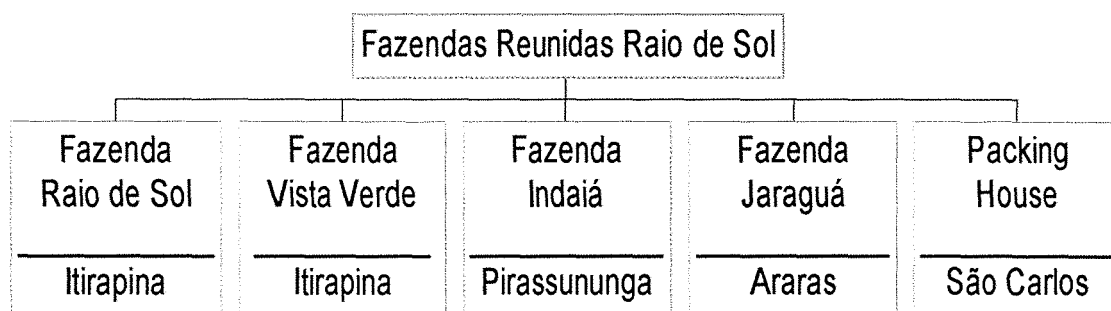 Fazendas Reunidas Raio de Sol
Fazenda
Raio de Sol
Itirapina
Fazenda
Vista Verde
Itirapina
Fazenda
Indaiá
Pirassununga
Fazenda
Jaraguá
Araras
Packing
House
São Carlos